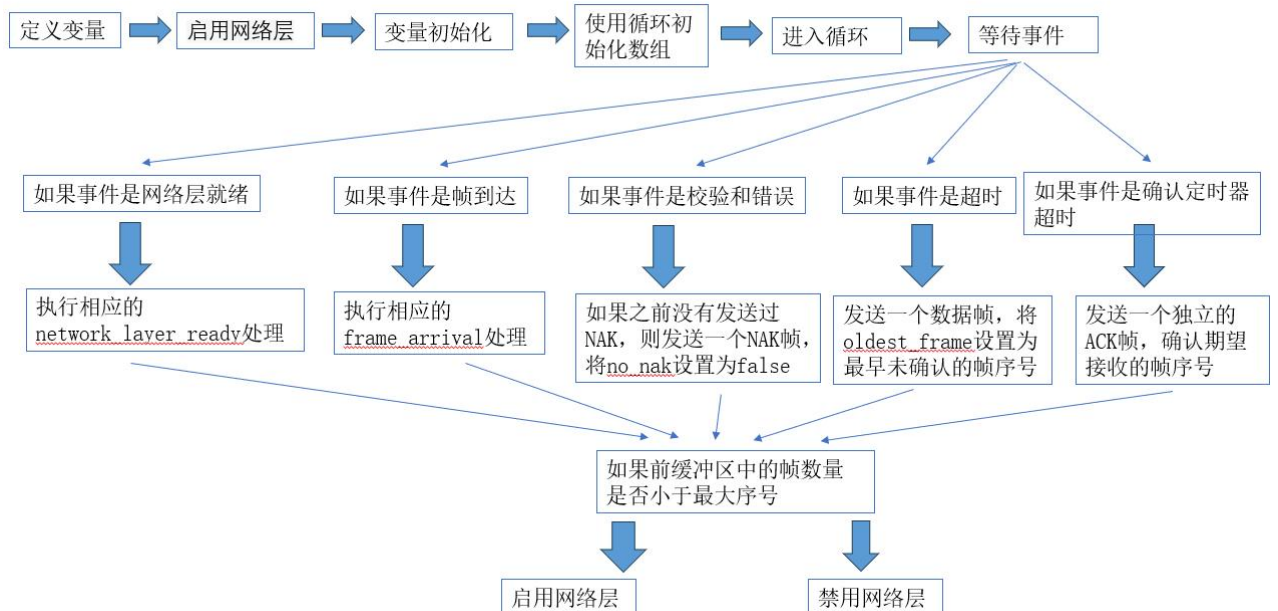 定义变量
启用网络层
变量初始化
使用循环初
始化数组
进入循环
等待事件
如果事件是网络层就绪
如果事件是帧到达
如果事件是校验和错误
如果事件是超时
如果事件是确认定时器
超时
执行相应的
network_layer_ready处理
执行相应的
frame_arrival处理
如果之前没有发送过
NAK，则发送一个NAK帧，
将no_nak设置为false
发送一个数据帧，将
oldest_frame设置为
最早未确认的帧序号
发送一个独立的
ACK帧，确认期望
接收的帧序号
如果前缓冲区中的帧数量
是否小于最大序号
启用网络层
禁用网络层